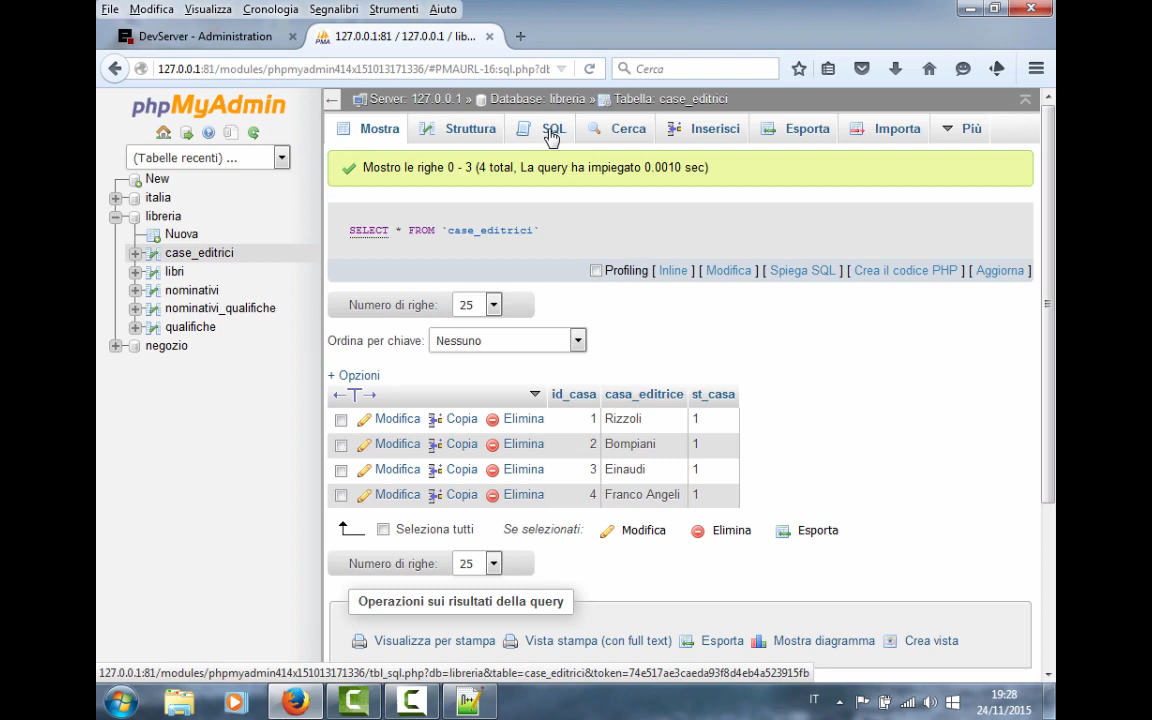 File Modifica Visualizza Cronologia Segnalibri Strumenti Aiuto
DevServer - Administration × 127.0.0.1:81 / 127.0.0.1 / lib... × +
127.0.0.1:81/modules/phpmyadmin414x151013171336/#PMAURL-16:sql.php?db Cerca
phpMyAdmin
(Tabelle recenti) ...
New
italia
libreria
Nuova
case_editrici
libri
nominativi
nominativi_qualifiche
qualifiche
negozio
Server: 127.0.0.1 » Database: libreria » Tabella: case_editrici
Mostra Struttura SQL Cerca Inserisci Esporta Importa Più
Mostro le righe 0 - 3 (4 total, La query ha impiegato 0.0010 sec)
SELECT * FROM `case_editrici`
Profiling [ Inline ] [ Modifica ] [ Spiega SQL ] [ Crea il codice PHP ] [ Aggiorna ]
Numero di righe: 25
Ordina per chiave: Nessuno
+ Opzioni
←T→ id_casa casa_editrice st_casa
Modifica Copia Elimina 1 Rizzoli 1
Modifica Copia Elimina 2 Bompiani 1
Modifica Copia Elimina 3 Einaudi 1
Modifica Copia Elimina 4 Franco Angeli 1
Seleziona tutti Se selezionati: Modifica Elimina Esporta
Numero di righe: 25
Operazioni sui risultati della query
Visualizza per stampa Vista stampa (con full text) Esporta Mostra diagramma Crea vista
127.0.0.1:81/modules/phpmyadmin414x151013171336/tbl_sql.php?db=libreria&table=case_editrici&token=74e517ae3caeda93f8d4eb4a523915fb
IT 19:28
24/11/2015